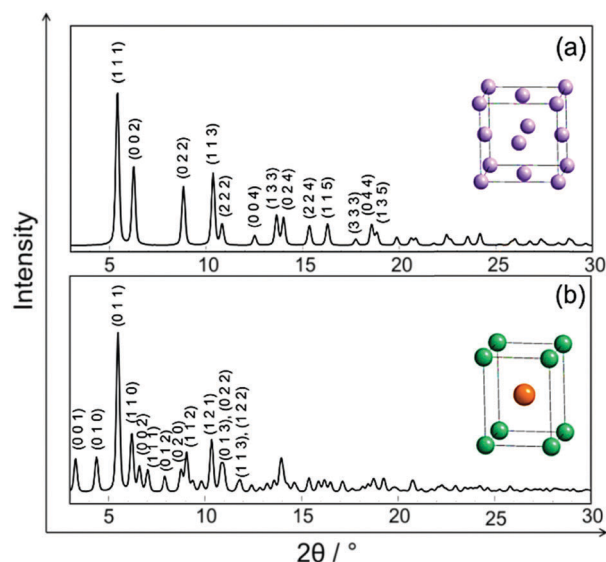 Intensity
(a)
(1 1 1)
(0 0 2)
(0 2 2)
(1 1 3)
(2 2 2)
(0 0 4)
(1 3 3)
(0 2 4)
(2 2 4)
(1 1 5)
(3 3 3)
(0 4 4)
(1 3 5)
5 10 15 20 25 30
(b)
(0 0 1)
(0 1 0)
(0 1 1)
(1 1 0)
(0 0 2)
(1 1 1)
(0 1 2)
(0 2 0)
(1 1 2)
(1 2 1)
(0 1 3), (0 2 2)
(1 1 3), (1 2 2)
5 10 15 20 25 30
2θ / °